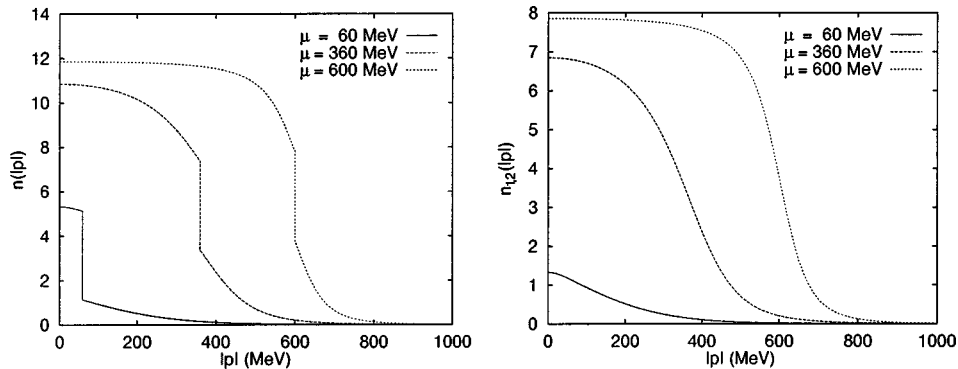 14
12
10
8
6
4
2
0
n(|p|)
μ = 60 MeV
μ = 360 MeV
μ = 600 MeV
0 200 400 600 800 1000
|p| (MeV)
8
7
6
5
4
3
2
1
0
n1,2(|p|)
μ = 60 MeV
μ = 360 MeV
μ = 600 MeV
0 200 400 600 800 1000
|p| (MeV)